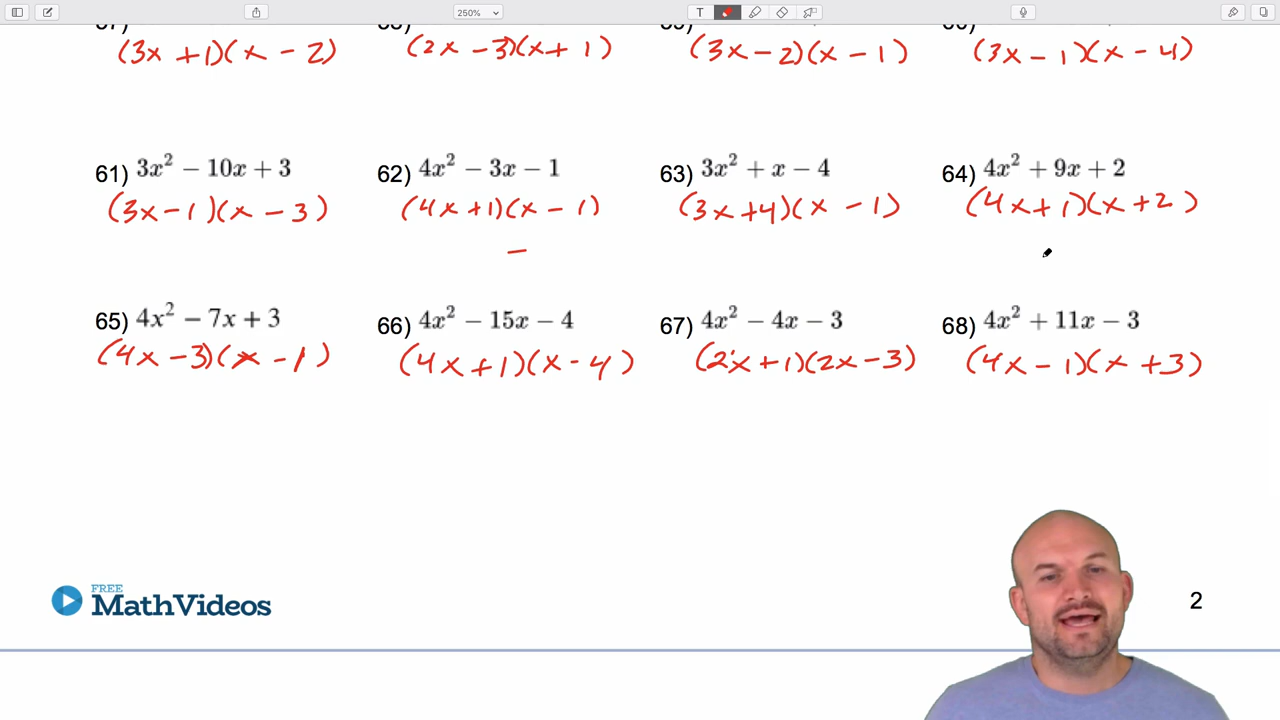 250%
T
(3x + 1)(x - 2) (2x - 3)(x + 1) (3x - 2)(x - 1) (3x - 1)(x - 4)
61) 3x² − 10x + 3 62) 4x² − 3x − 1 63) 3x² + x − 4 64) 4x² + 9x + 2
(3x - 1)(x - 3) (4x + 1)(x - 1) (3x + 4)(x - 1) (4x + 1)(x + 2)
−
65) 4x² − 7x + 3 66) 4x² − 15x − 4 67) 4x² − 4x − 3 68) 4x² + 11x − 3
(4x - 3)(x - 1) (4x + 1)(x - 4) (2x + 1)(2x - 3) (4x - 1)(x + 3)
FREE
MathVideos
2